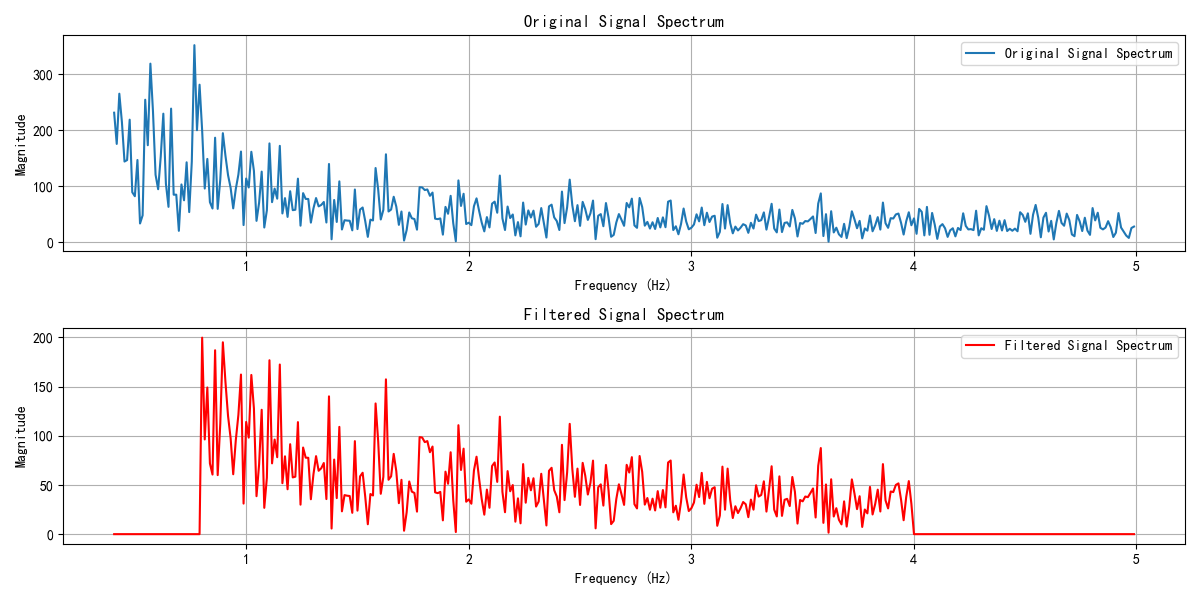 Original Signal Spectrum
Original Signal Spectrum
Magnitude
300
200
100
0
1 2 3 4 5
Frequency (Hz)
Filtered Signal Spectrum
Filtered Signal Spectrum
Magnitude
200
150
100
50
0
1 2 3 4 5
Frequency (Hz)